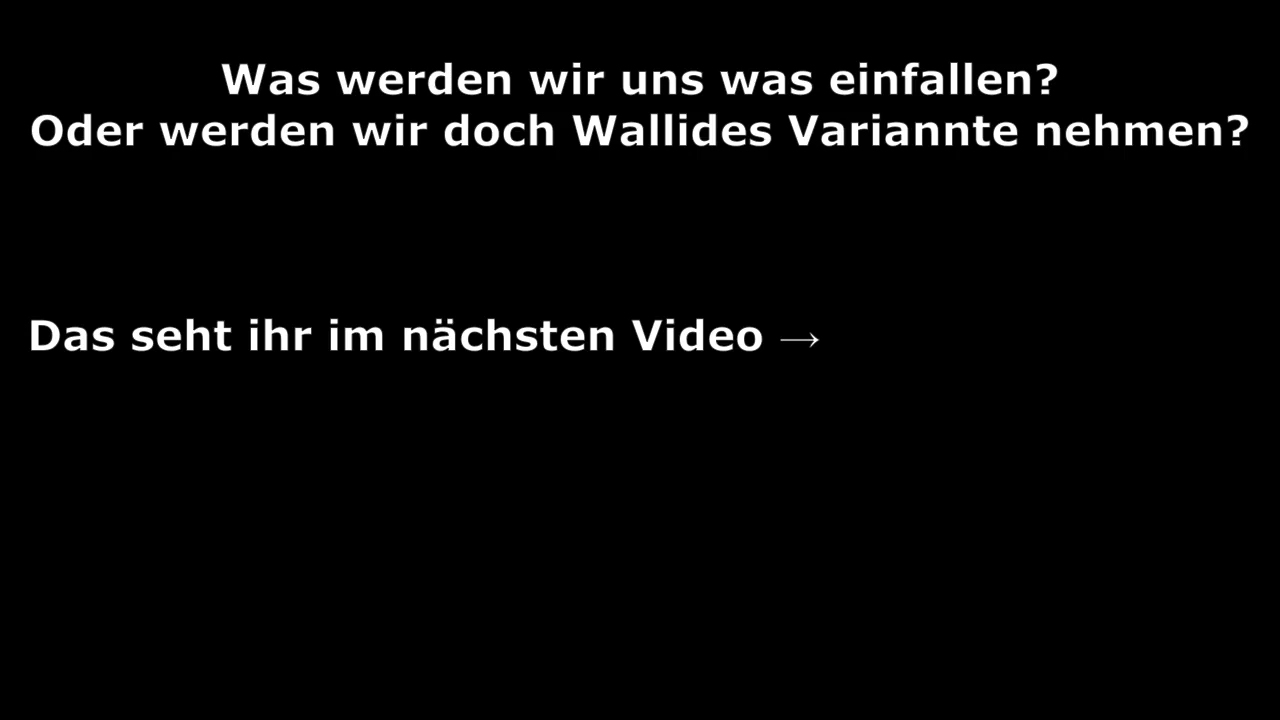 Was werden wir uns was einfallen?
Oder werden wir doch Wallides Variannte nehmen?
Das seht ihr im nächsten Video →